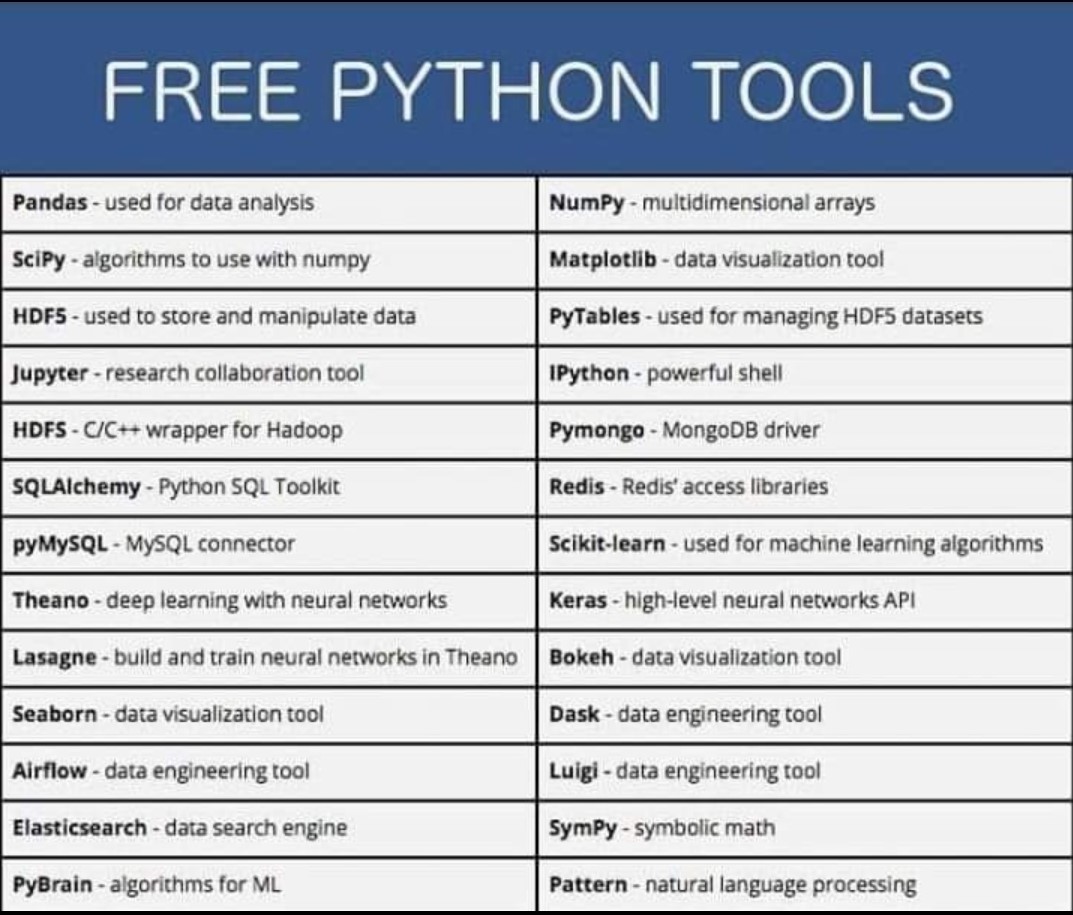 FREE PYTHON TOOLS
Pandas - used for data analysis
NumPy - multidimensional arrays
SciPy - algorithms to use with numpy
Matplotlib - data visualization tool
HDF5 - used to store and manipulate data
PyTables - used for managing HDF5 datasets
Jupyter - research collaboration tool
IPython - powerful shell
HDFS - C/C++ wrapper for Hadoop
Pymongo - MongoDB driver
SQLAlchemy - Python SQL Toolkit
Redis - Redis' access libraries
pyMySQL - MySQL connector
Scikit-learn - used for machine learning algorithms
Theano - deep learning with neural networks
Keras - high-level neural networks API
Lasagne - build and train neural networks in Theano
Bokeh - data visualization tool
Seaborn - data visualization tool
Dask - data engineering tool
Airflow - data engineering tool
Luigi - data engineering tool
Elasticsearch - data search engine
SymPy - symbolic math
PyBrain - algorithms for ML
Pattern - natural language processing